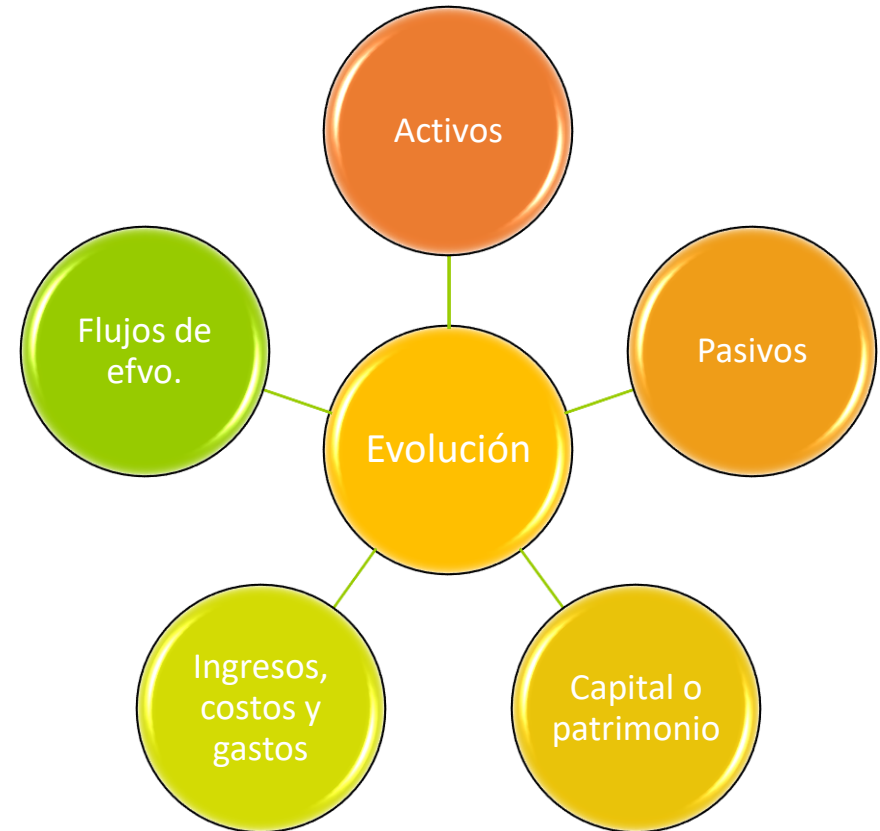 Activos
Flujos de
efvo.
Pasivos
Evolución
Ingresos,
costos y
gastos
Capital o
patrimonio